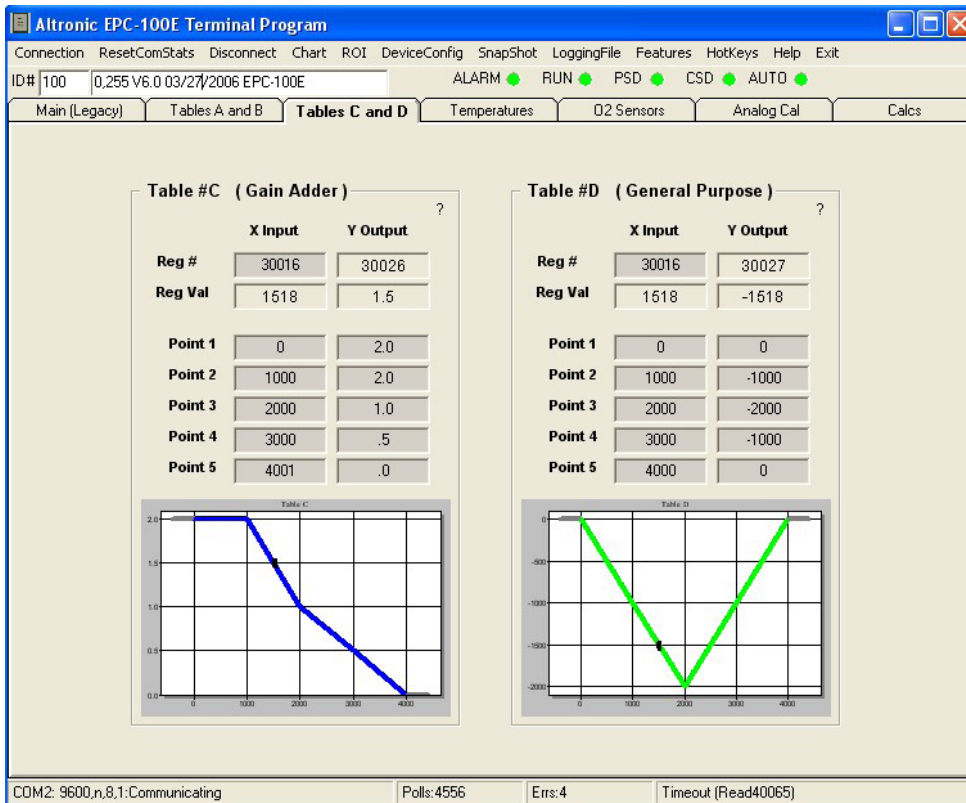 Altronic EPC-100E Terminal Program
Connection ResetComStats Disconnect Chart ROI DeviceConfig SnapShot LoggingFile Features HotKeys Help Exit
ID# 100 0,255 V6.0 03/27/2006 EPC-100E ALARM RUN PSD CSD AUTO
Main (Legacy) Tables A and B Tables C and D Temperatures O2 Sensors Analog Cal Calcs
Table #C ( Gain Adder )
?
X Input Y Output
Reg # 30016 30026
Reg Val 1518 1.5
Point 1 0 2.0
Point 2 1000 2.0
Point 3 2000 1.0
Point 4 3000 .5
Point 5 4001 .0
Table C
2.0
1.5
1.0
0.5
0.0
0 1000 2000 3000 4000
Table #D ( General Purpose )
?
X Input Y Output
Reg # 30016 30027
Reg Val 1518 -1518
Point 1 0 0
Point 2 1000 -1000
Point 3 2000 -2000
Point 4 3000 -1000
Point 5 4000 0
Table D
0
-500
-1000
-1500
-2000
0 1000 2000 3000 4000
COM2: 9600,n,8,1:Communicating Polls:4556 Errs:4 Timeout (Read40065)